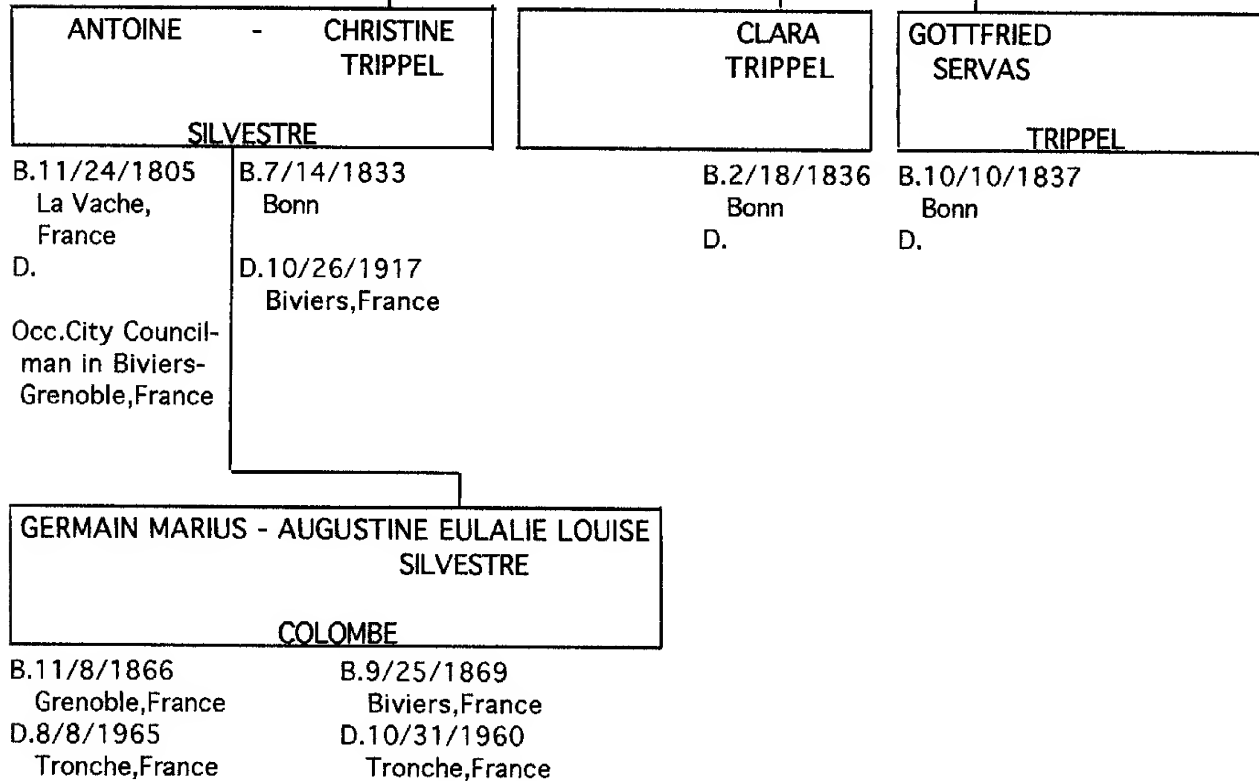 ANTOINE - CHRISTINE
TRIPPEL
SILVESTRE
B.11/24/1805
La Vache,
France
D.
Occ.City Council-
man in Biviers-
Grenoble,France
B.7/14/1833
Bonn
D.10/26/1917
Biviers,France
CLARA
TRIPPEL
B.2/18/1836
Bonn
D.
GOTTFRIED
SERVAS
TRIPPEL
B.10/10/1837
Bonn
D.
GERMAIN MARIUS - AUGUSTINE EULALIE LOUISE
SILVESTRE
COLOMBE
B.11/8/1866
Grenoble,France
D.8/8/1965
Tronche,France
B.9/25/1869
Biviers,France
D.10/31/1960
Tronche,France